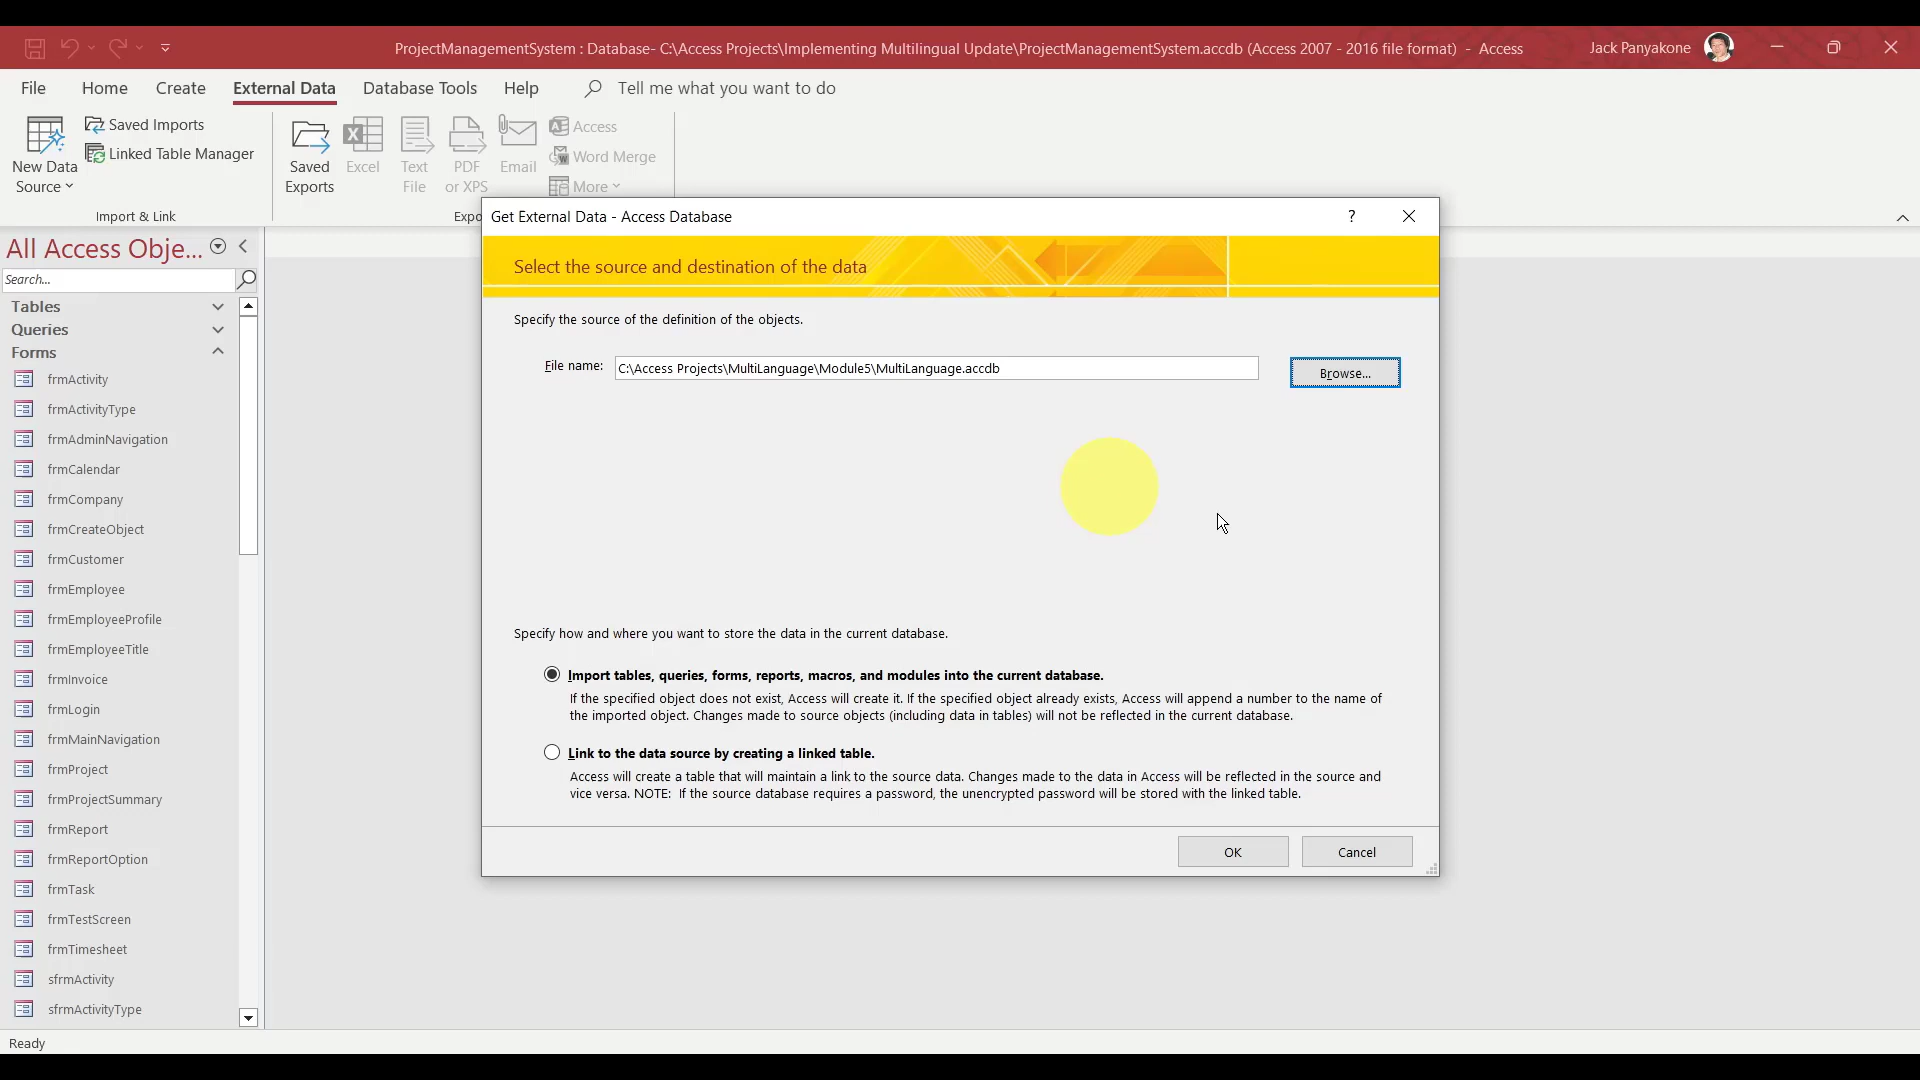 ProjectManagementSystem : Database- C:\Access Projects\Implementing Multilingual Update\ProjectManagementSystem.accdb (Access 2007 - 2016 file format) - Access
Jack Panyakone
File Home Create External Data Database Tools Help Tell me what you want to do
New Data Source
Saved Imports
Linked Table Manager
Import & Link
Saved Exports
Excel
Text File
PDF or XPS
Email
Access
Word Merge
More
Expo
All Access Obje...
Search...
Tables
Queries
Forms
frmActivity
frmActivityType
frmAdminNavigation
frmCalendar
frmCompany
frmCreateObject
frmCustomer
frmEmployee
frmEmployeeProfile
frmEmployeeTitle
frmInvoice
frmLogin
frmMainNavigation
frmProject
frmProjectSummary
frmReport
frmReportOption
frmTask
frmTestScreen
frmTimesheet
sfrmActivity
sfrmActivityType
Get External Data - Access Database
?
Select the source and destination of the data
Specify the source of the definition of the objects.
File name: C:\Access Projects\MultiLanguage\Module5\MultiLanguage.accdb Browse...
Specify how and where you want to store the data in the current database.
Import tables, queries, forms, reports, macros, and modules into the current database.
If the specified object does not exist, Access will create it. If the specified object already exists, Access will append a number to the name of
the imported object. Changes made to source objects (including data in tables) will not be reflected in the current database.
Link to the data source by creating a linked table.
Access will create a table that will maintain a link to the source data. Changes made to the data in Access will be reflected in the source and
vice versa. NOTE: If the source database requires a password, the unencrypted password will be stored with the linked table.
OK Cancel
Ready